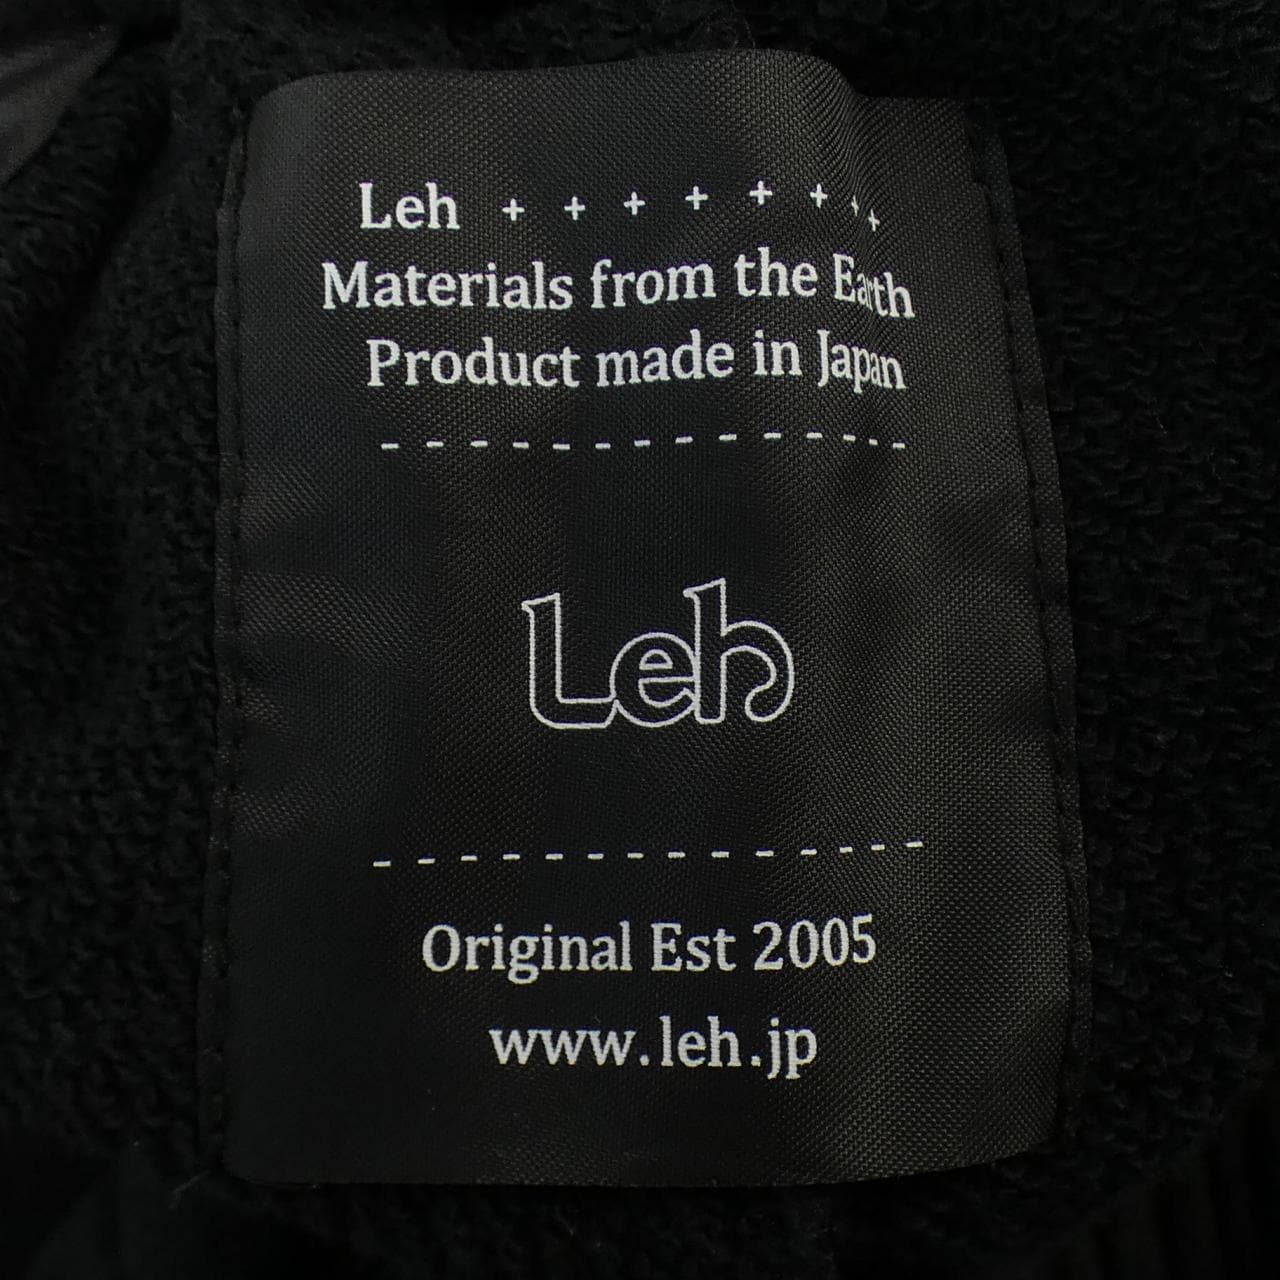 Leh + + + + + + + +
Materials from the Earth
Product made in Japan
- - - - - - - - - - - - - -
Leh
- - - - - - - - - - - - - -
Original Est 2005
www.leh.jp